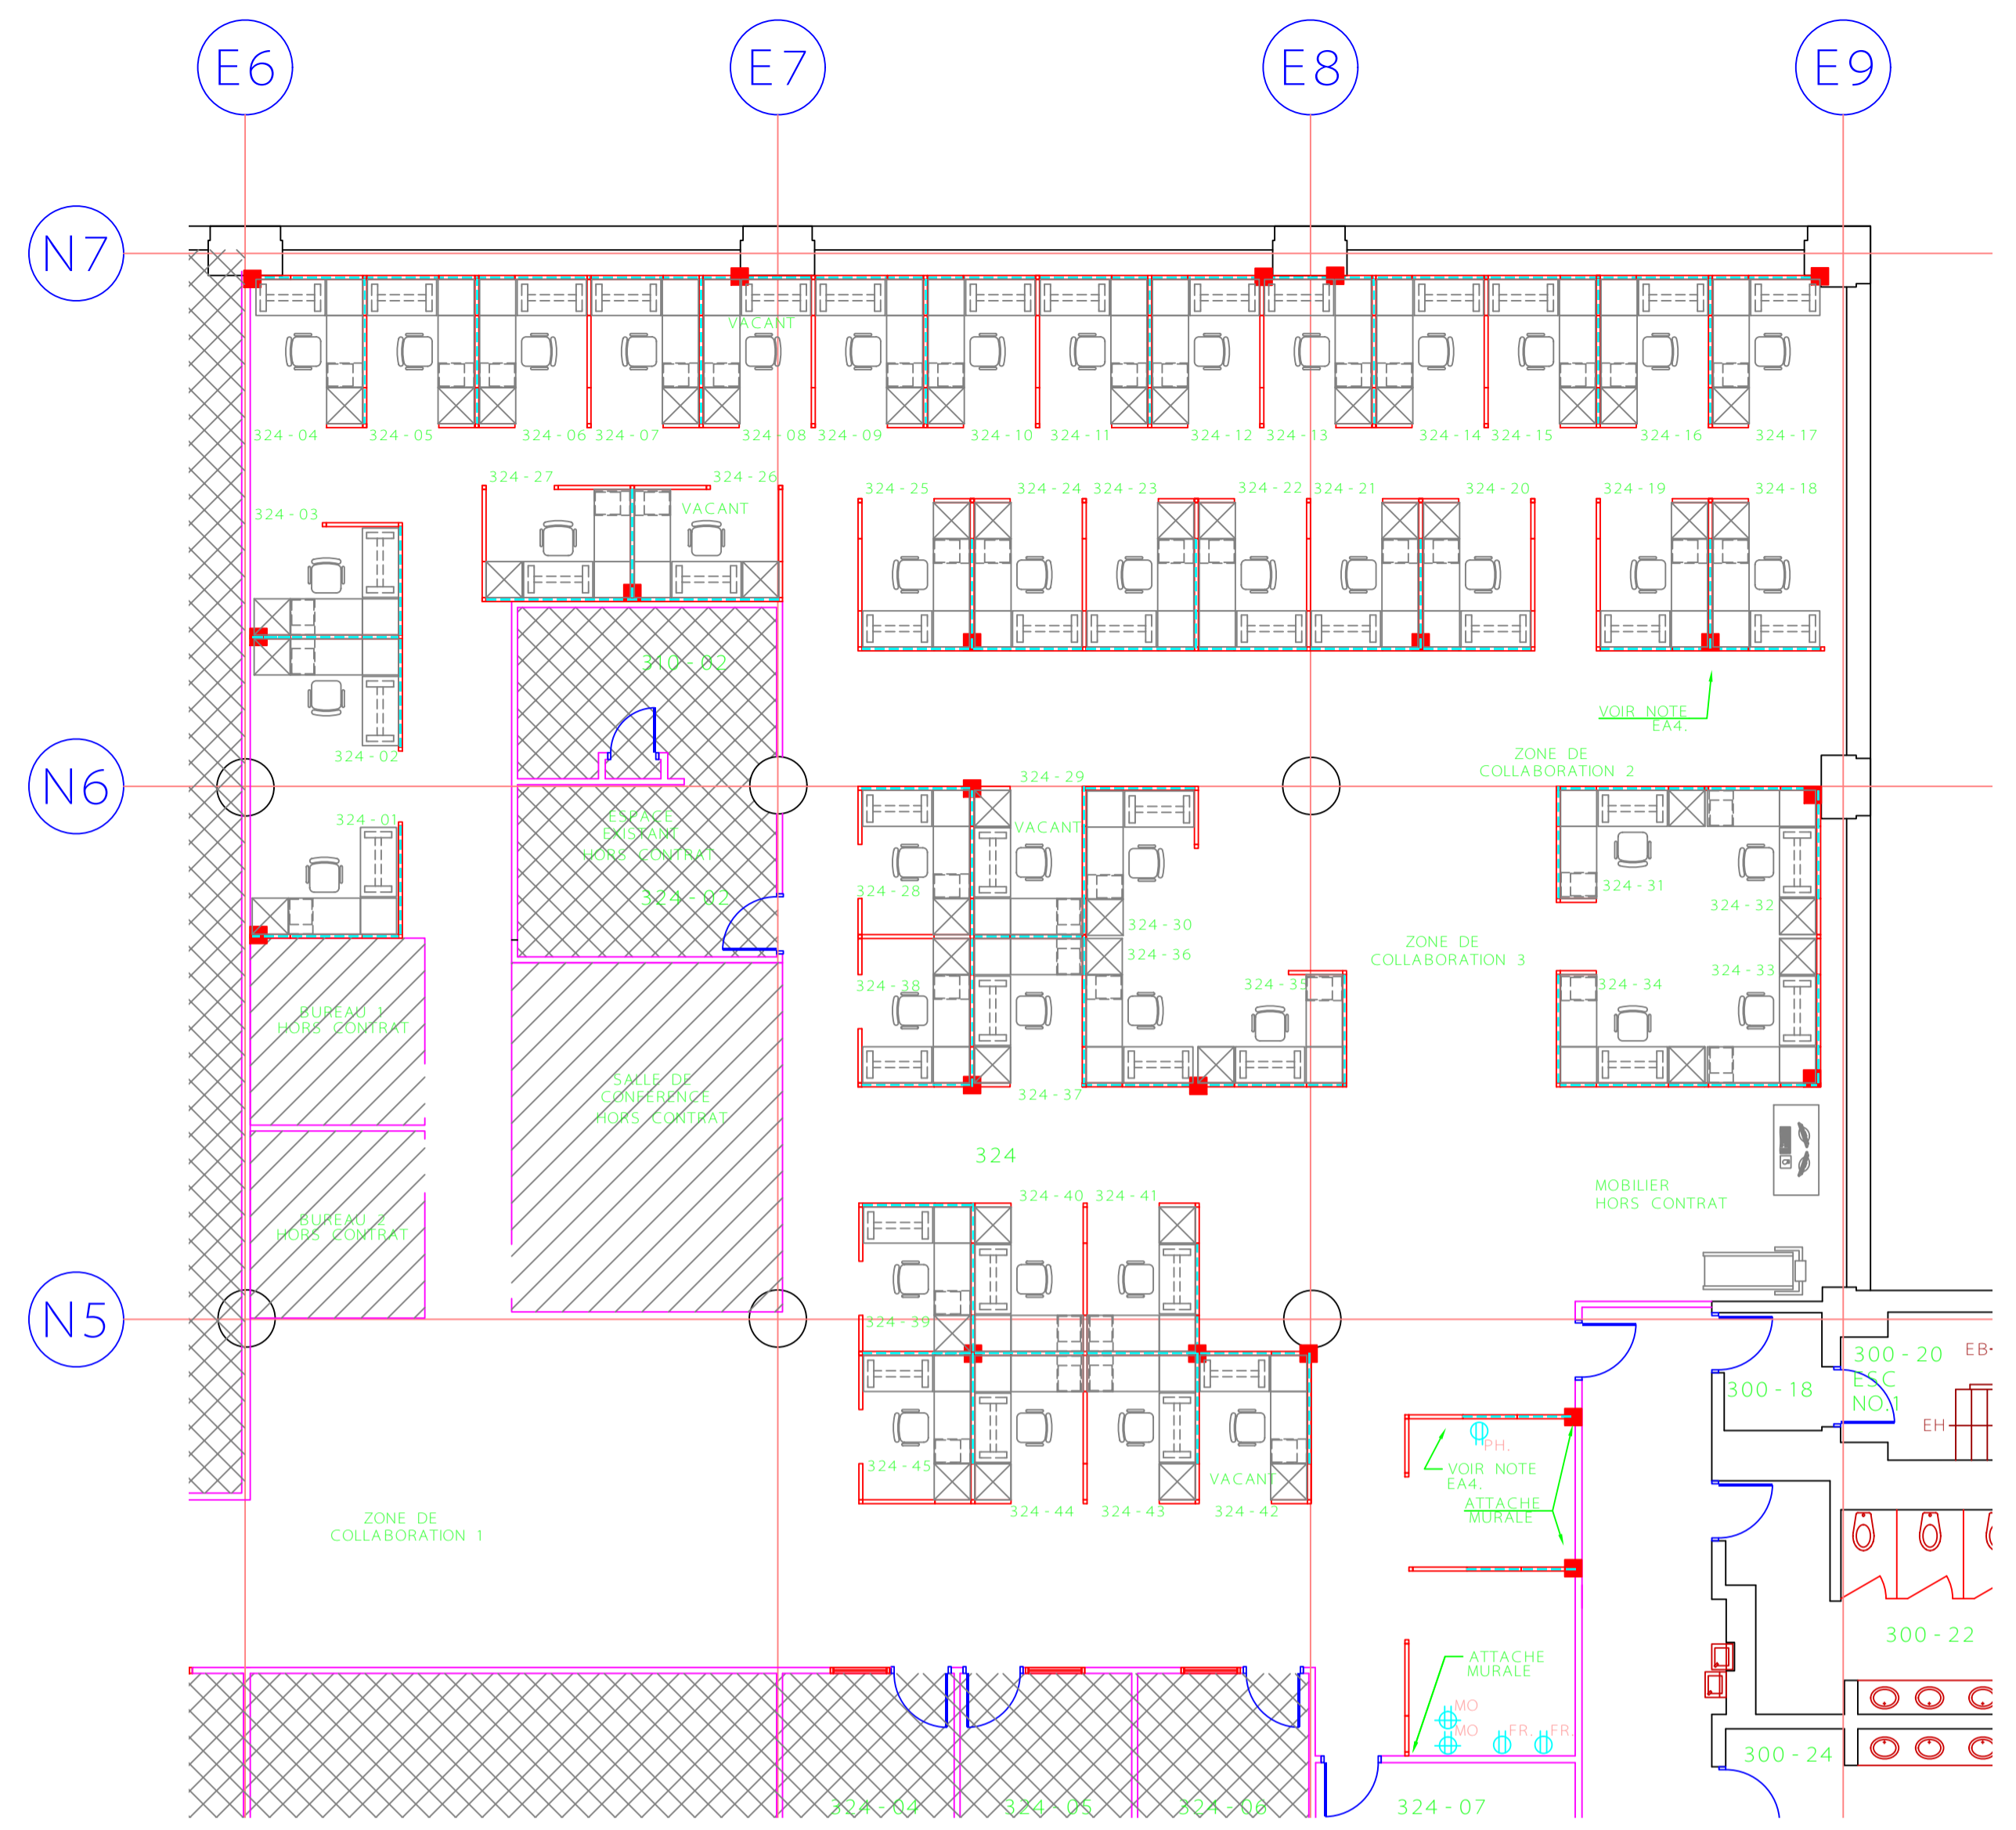 E6 E7 E8 E9
N7
VACANT
324-04 324-05 324-06 324-07 324-08 324-09 324-10 324-11 324-12 324-13 324-14 324-15 324-16 324-17
324-27 324-26
VACANT
324-25 324-24 324-23 324-22 324-21 324-20 324-19 324-18
324-03
310-02
VOIR NOTE
EA4.
324-02
ZONE DE
COLLABORATION 2
N6
324-29
324-01
ESPACE
EXISTANT
HORS CONTRAT
VACANT
324-28
324-31
324-02
324-32
324-30
ZONE DE
COLLABORATION 3
324-36
324-33
324-38
324-35
324-34
BUREAU 1
HORS CONTRAT
SALLE DE
CONFERENCE
HORS CONTRAT
324-37
324
MOBILIER
HORS CONTRAT
324-40 324-41
BUREAU 2
HORS CONTRAT
N5
324-39
300-20
ESC
NO.1
EB
300-18
EH
PH.
324-45
VOIR NOTE
EA4.
VACANT
324-44 324-43 324-42
ATTACHE
MURALE
ZONE DE
COLLABORATION 1
300-22
ATTACHE
MURALE
MO
MO FR. FR.
300-24
324-04 324-05 324-06 324-07